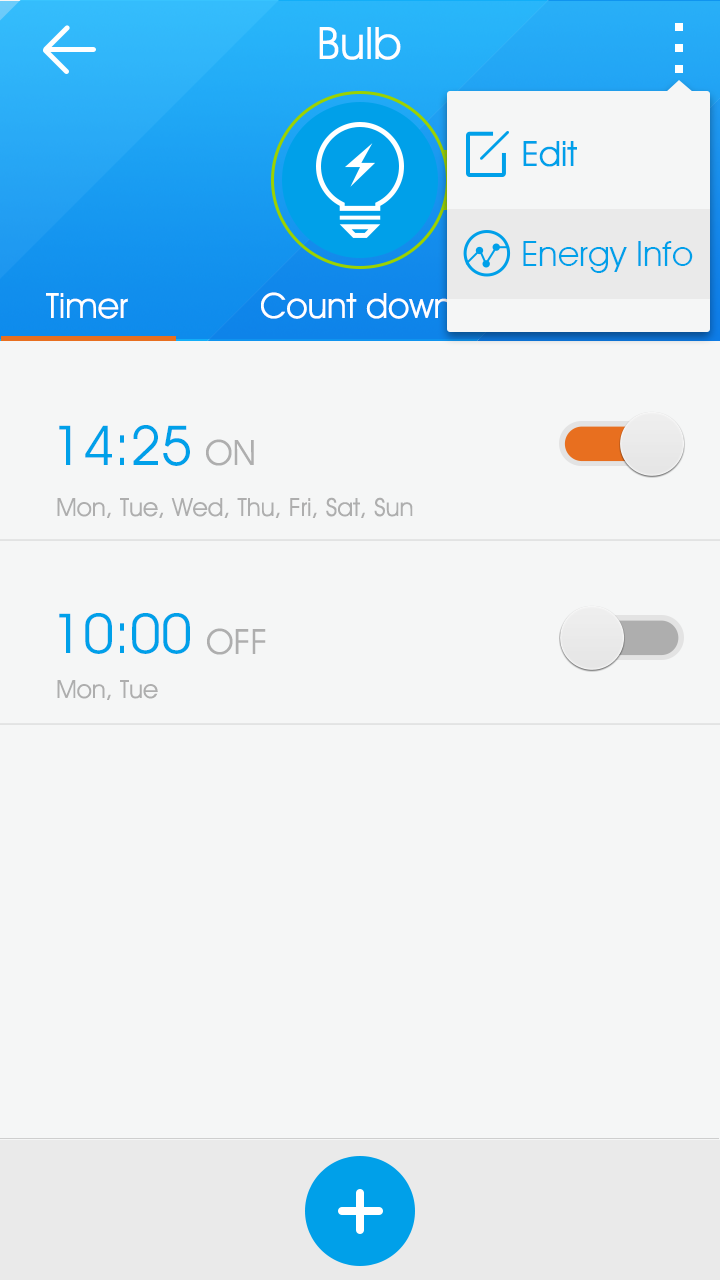 Bulb
Edit
Energy Info
Timer
Count down
14:25 ON
Mon, Tue, Wed, Thu, Fri, Sat, Sun
10:00 OFF
Mon, Tue